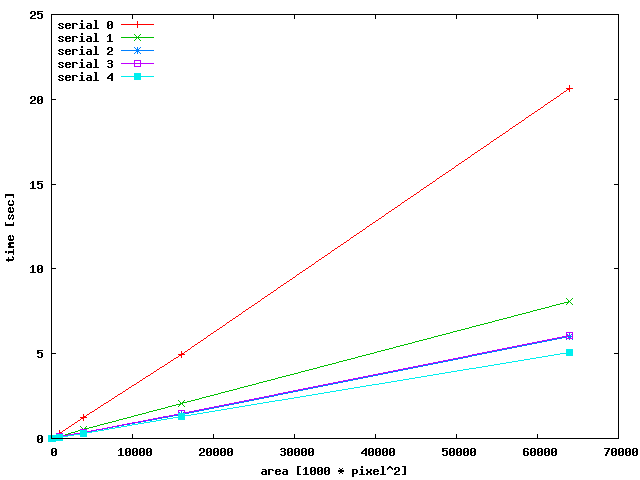 25
20
15
10
5
0
time [sec]
serial 0
serial 1
serial 2
serial 3
serial 4
0 10000 20000 30000 40000 50000 60000 70000
area [1000 * pixel^2]